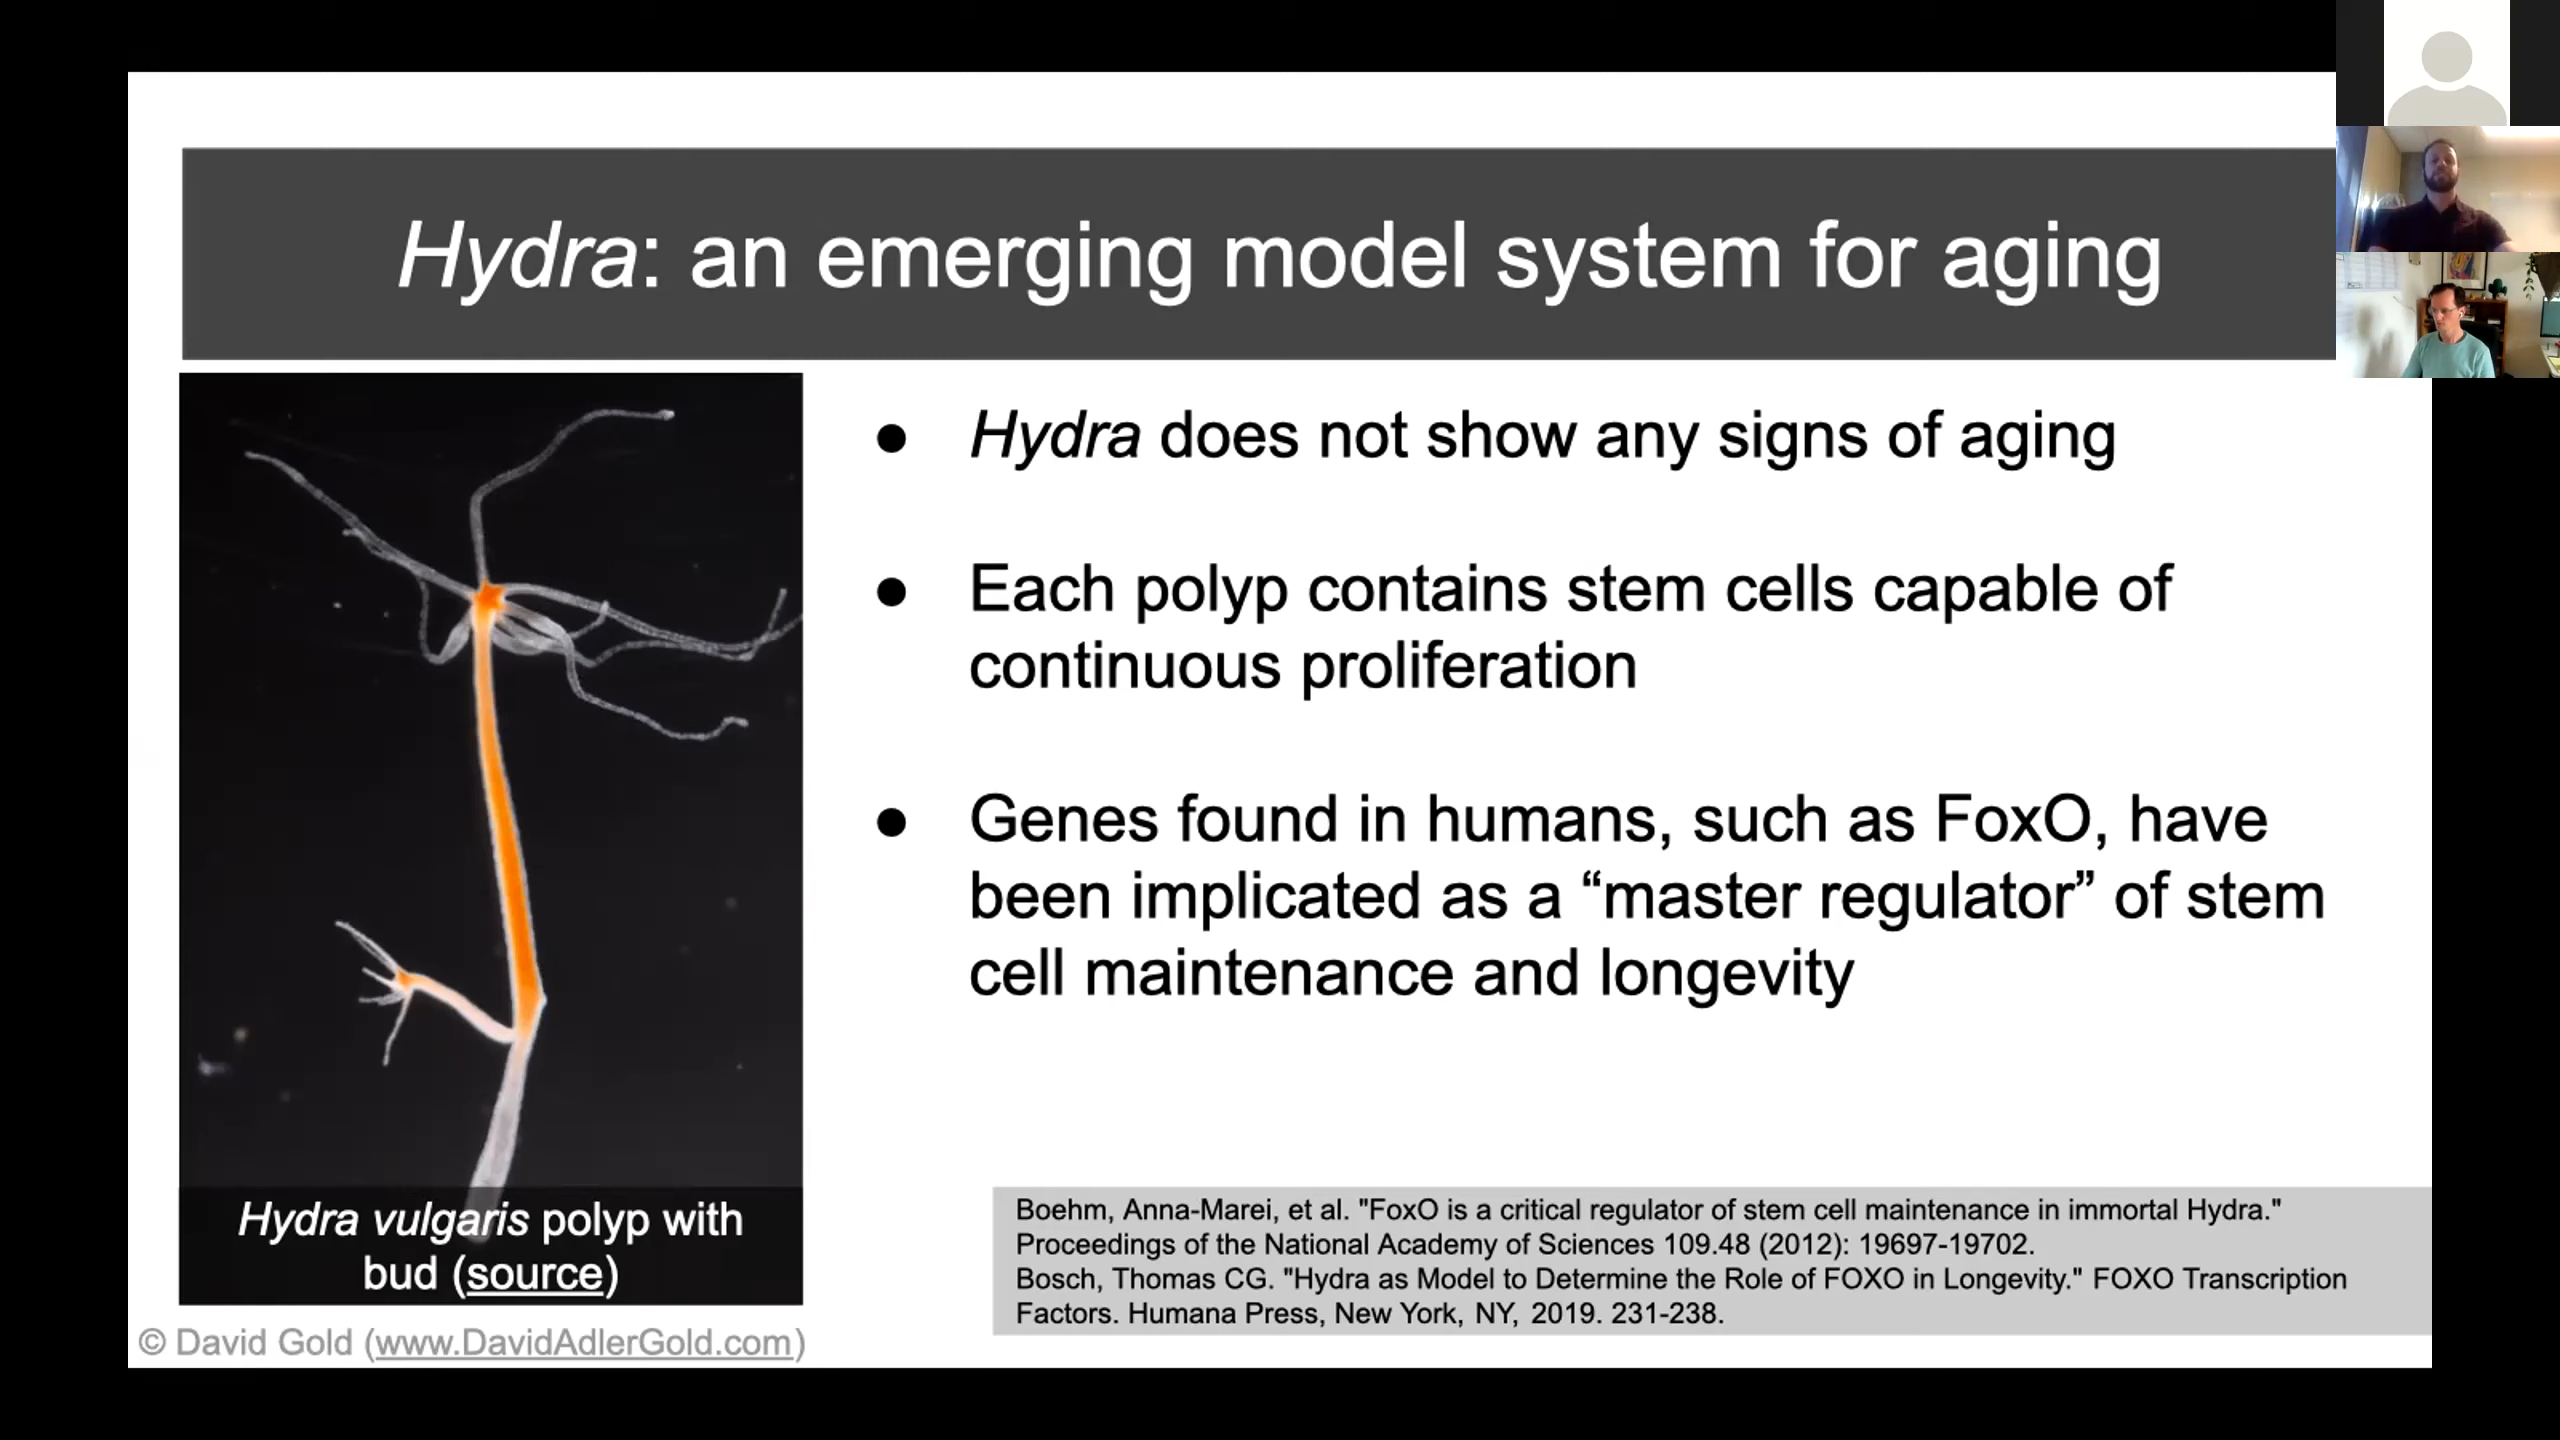 Hydra: an emerging model system for aging
● Hydra does not show any signs of aging
● Each polyp contains stem cells capable of
continuous proliferation
● Genes found in humans, such as FoxO, have
been implicated as a “master regulator” of stem
cell maintenance and longevity
Hydra vulgaris polyp with
bud (source)
Boehm, Anna-Marei, et al. "FoxO is a critical regulator of stem cell maintenance in immortal Hydra."
Proceedings of the National Academy of Sciences 109.48 (2012): 19697-19702.
Bosch, Thomas CG. "Hydra as Model to Determine the Role of FOXO in Longevity." FOXO Transcription
Factors. Humana Press, New York, NY, 2019. 231-238.
© David Gold (www.DavidAdlerGold.com)